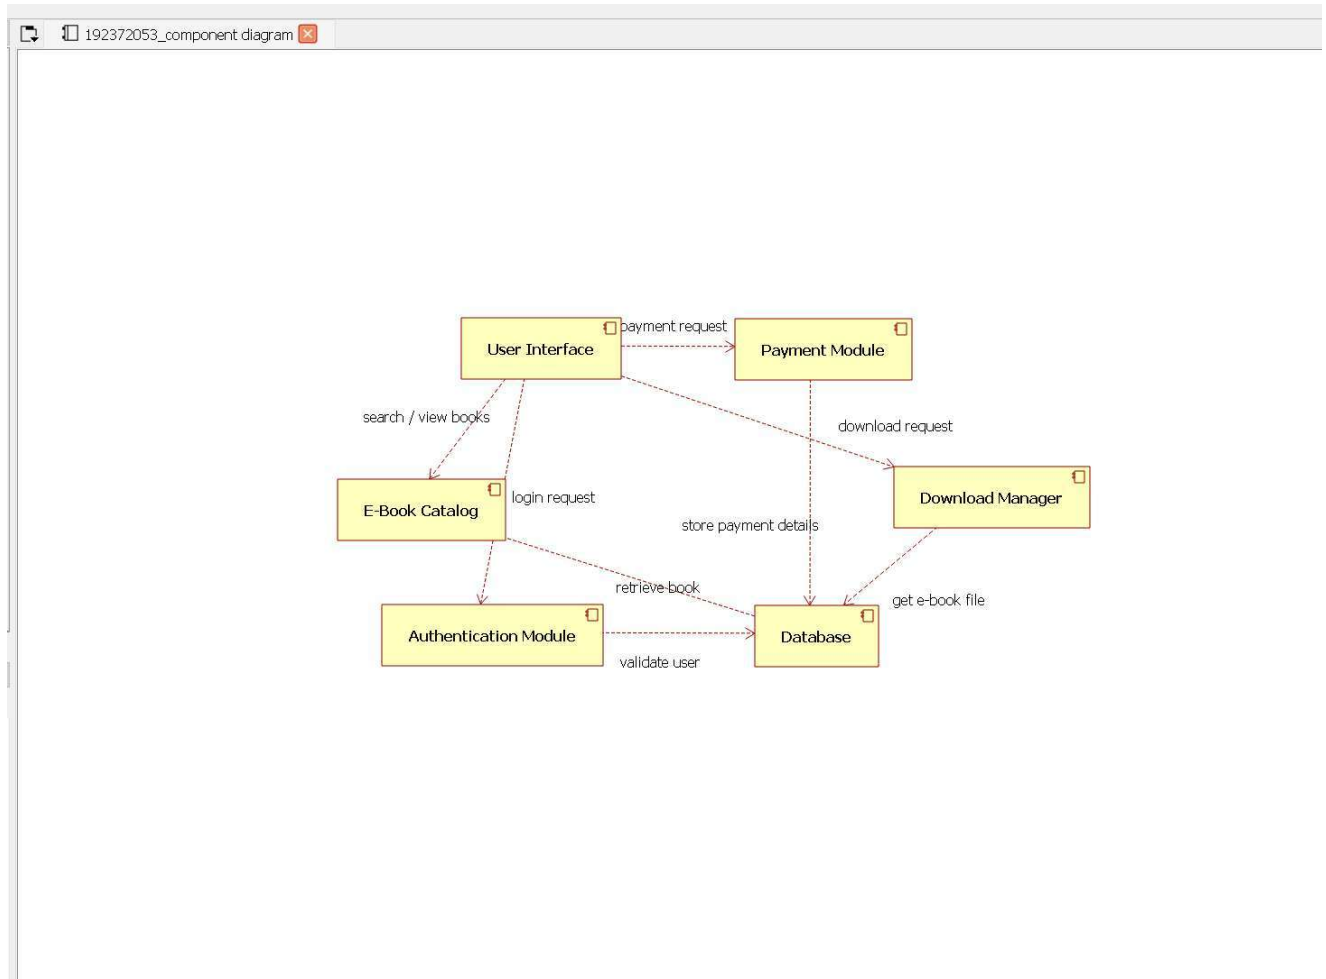 192372053_component diagram
payment request
User Interface
Payment Module
search / view books
download request
E-Book Catalog
login request
Download Manager
store payment details
retrieve book
get e-book file
Authentication Module
Database
validate user